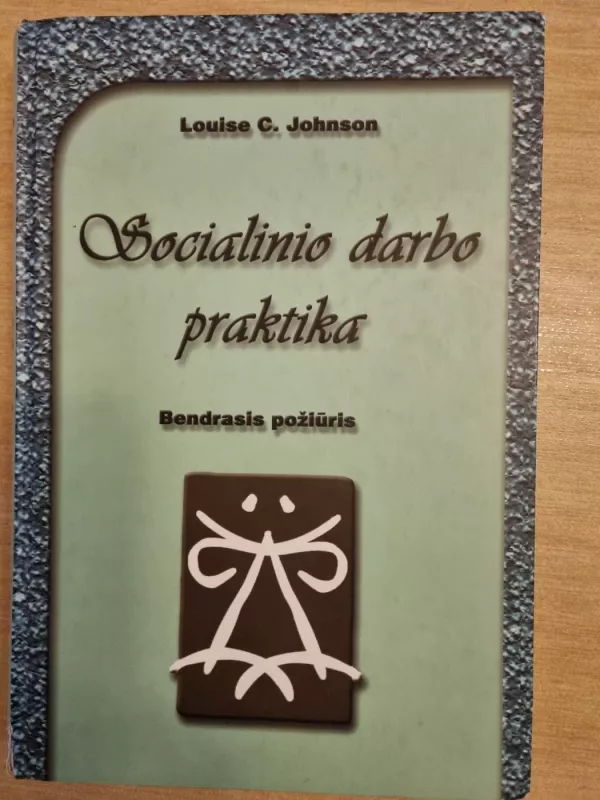 Louise C. Johnson
Socialinio darbo
praktika
Bendrasis požiūris